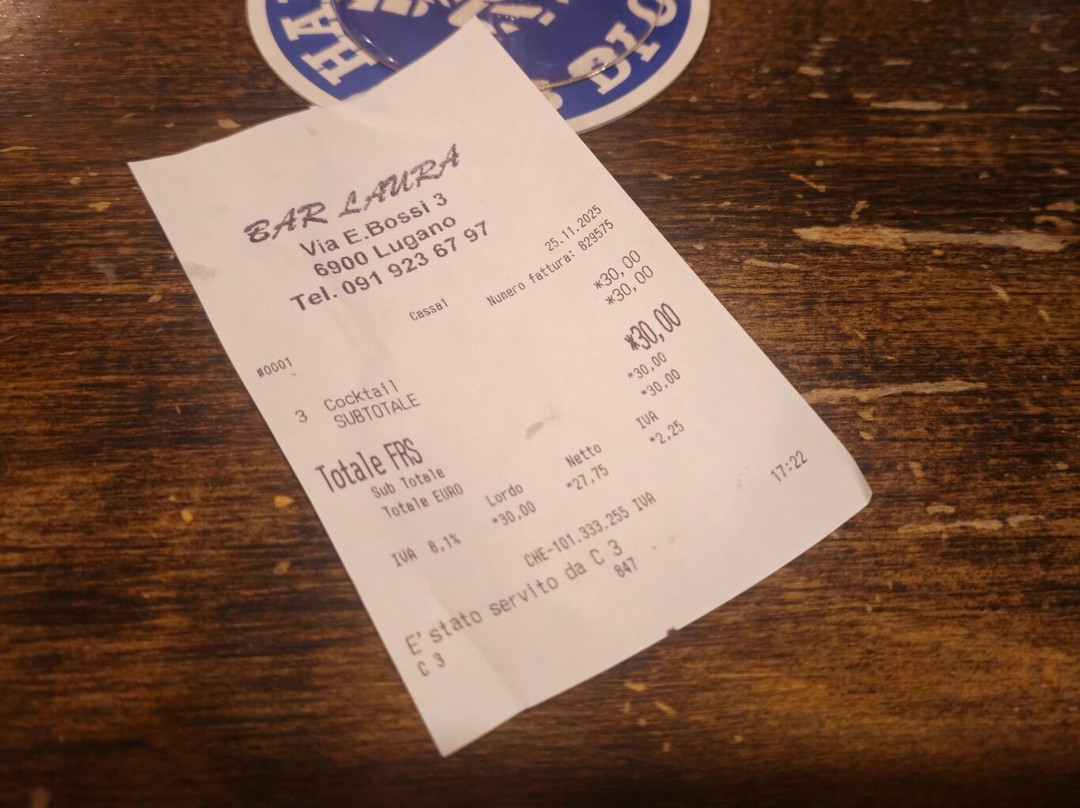 BAR LAURA
Via E.Bossi 3
6900 Lugano
Tel. 091 923 67 97
25.11.2025
#0001 Cassa1 Numero fattura: 829575
3 Cocktail *30,00
SUBTOTALE *30,00
Totale FRS *30,00
Sub Totale *30,00
Totale EURO *30,00
Lordo Netto IVA
IVA 8,1% *30,00 *27,75 *2,25
CHE-101.333.255 IVA
E' stato servito da C 3
C 3 847 17:22